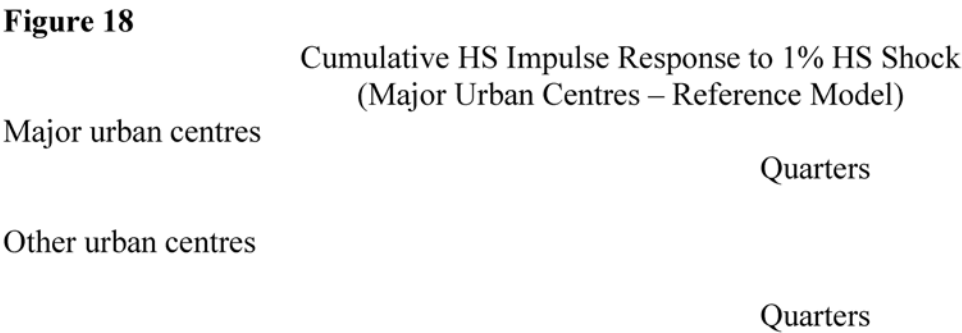 Figure 18
Cumulative HS Impulse Response to 1% HS Shock
(Major Urban Centres – Reference Model)
Major urban centres
Quarters
Other urban centres
Quarters